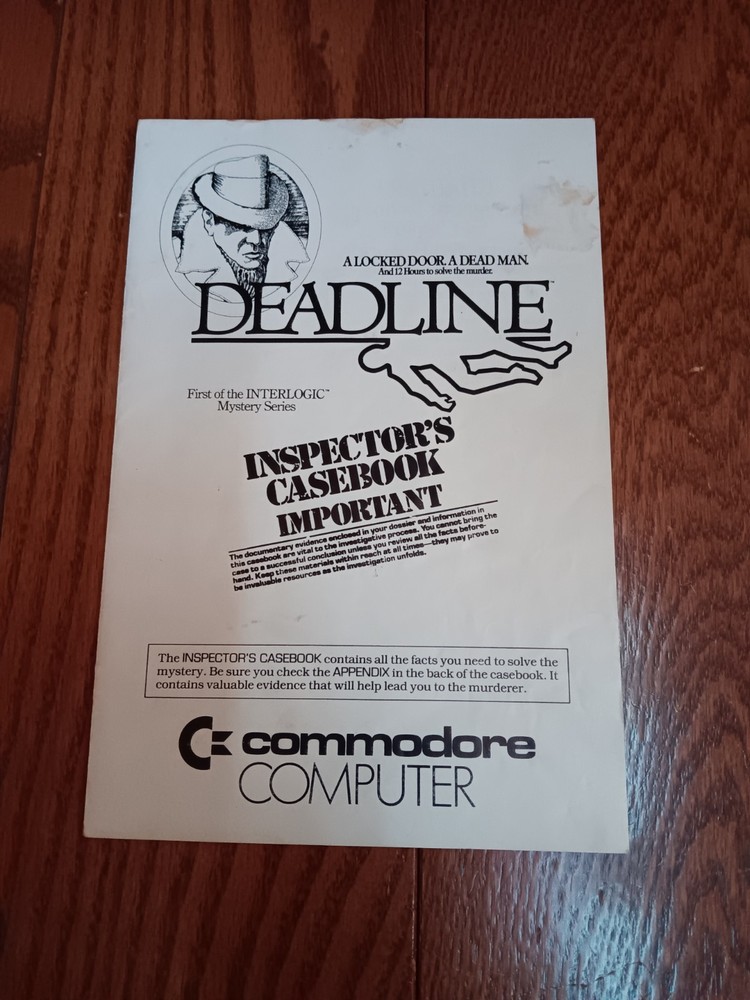 A LOCKED DOOR. A DEAD MAN.
And 12 Hours to solve the murder.
DEADLINE™
First of the INTERLOGIC™
Mystery Series
INSPECTOR'S
CASEBOOK
IMPORTANT
The documentary evidence enclosed in your dossier and information in
this casebook are vital to the investigative process. You cannot bring the
case to a successful conclusion unless you review all the facts before-
hand. Keep these materials within reach at all times—they may prove to
be invaluable resources as the investigation unfolds.
The INSPECTOR'S CASEBOOK contains all the facts you need to solve the
mystery. Be sure you check the APPENDIX in the back of the casebook. It
contains valuable evidence that will help lead you to the murderer.
commodore
COMPUTER